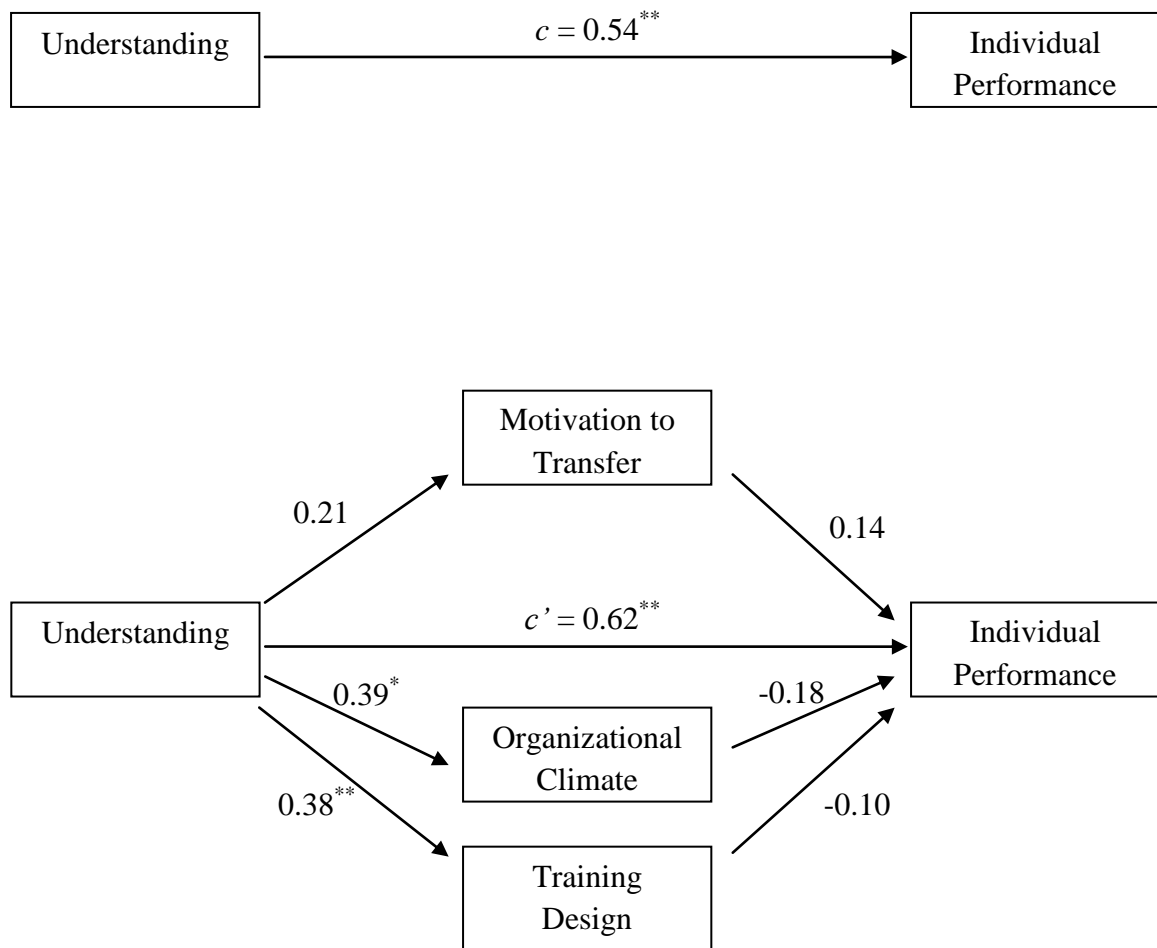 Understanding
c = 0.54**
Individual
Performance
Motivation to
Transfer
0.21
0.14
Understanding
c’ = 0.62**
Individual
Performance
0.39*
-0.18
Organizational
Climate
0.38**
-0.10
Training
Design